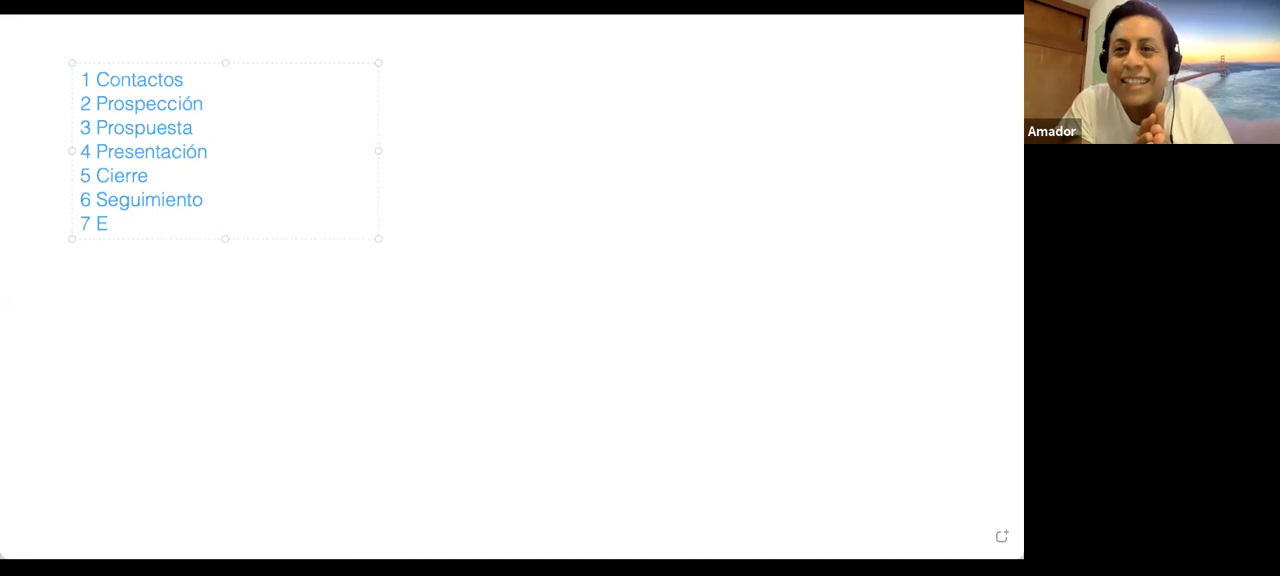 1 Contactos
2 Prospección
3 Prospuesta
4 Presentación
5 Cierre
6 Seguimiento
7 E
Amador